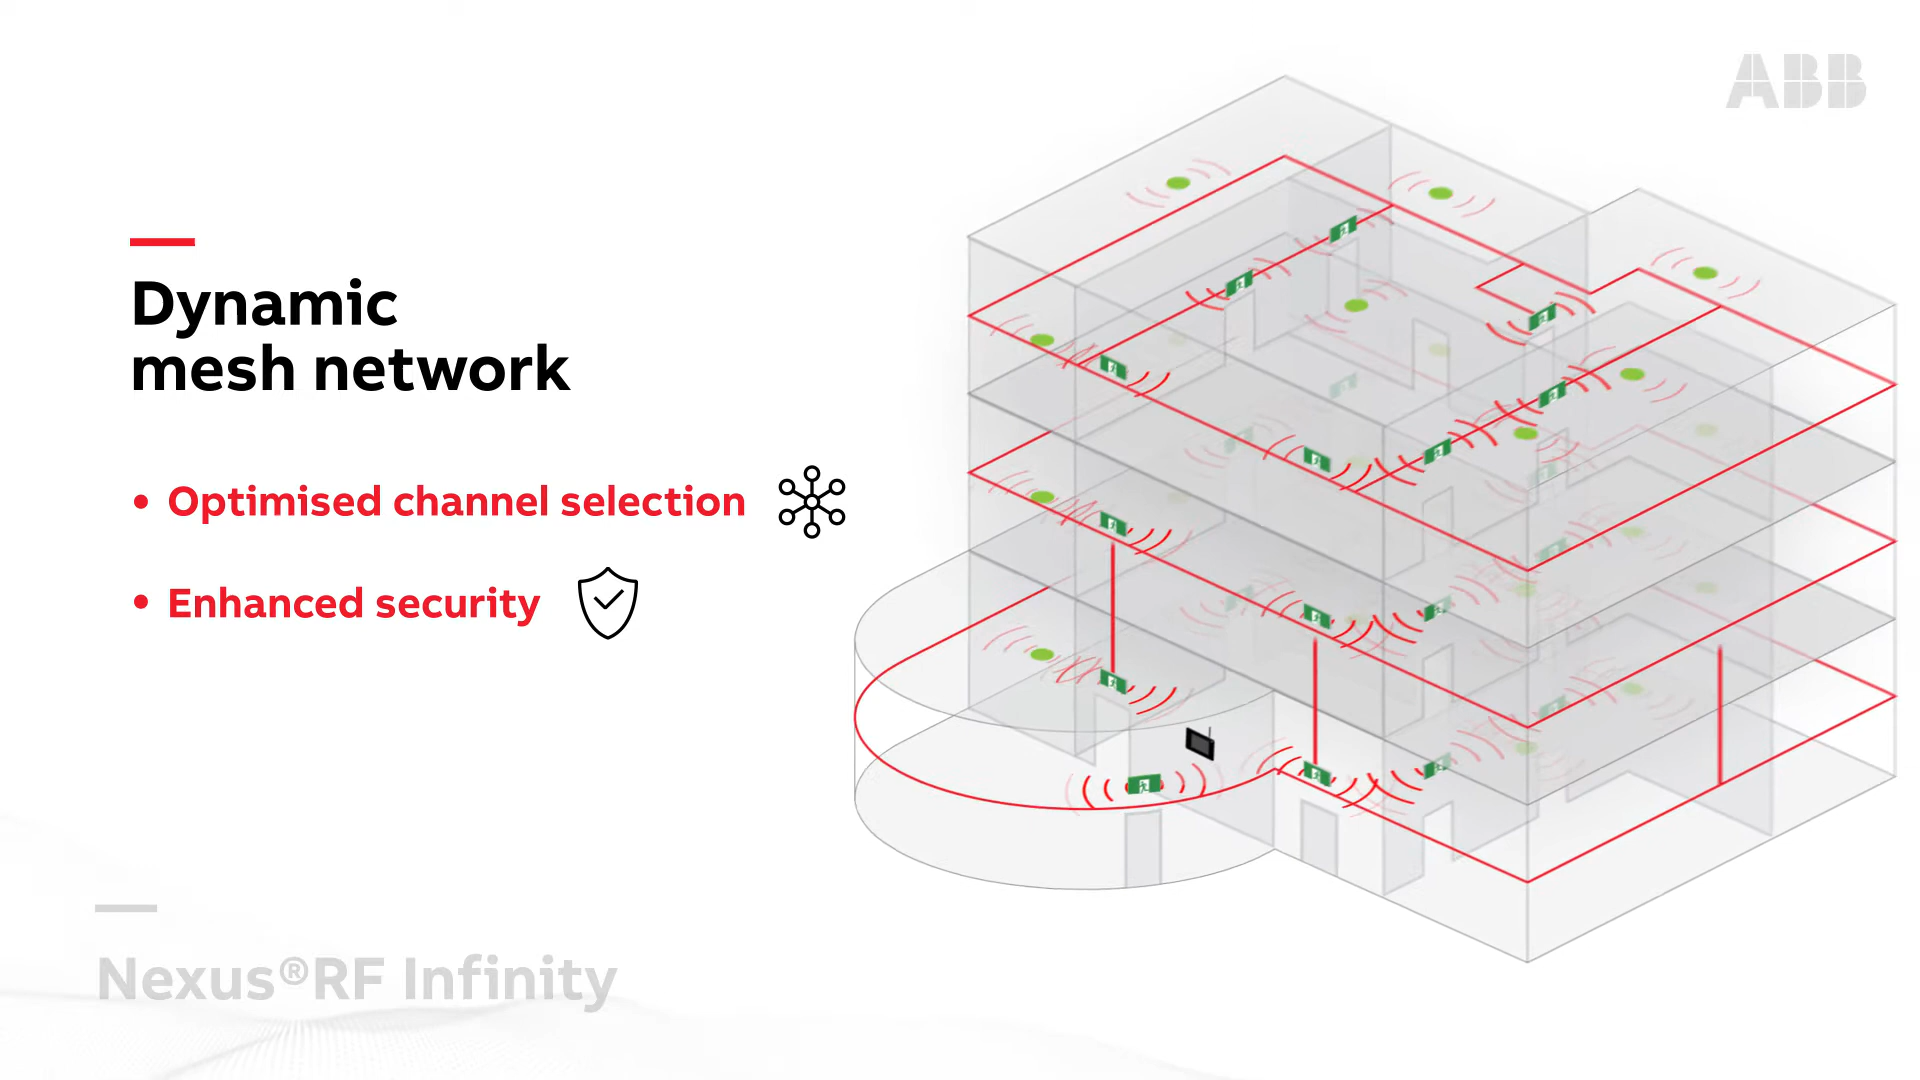 ABB
Dynamic
mesh network
• Optimised channel selection
• Enhanced security
Nexus®RF Infinity